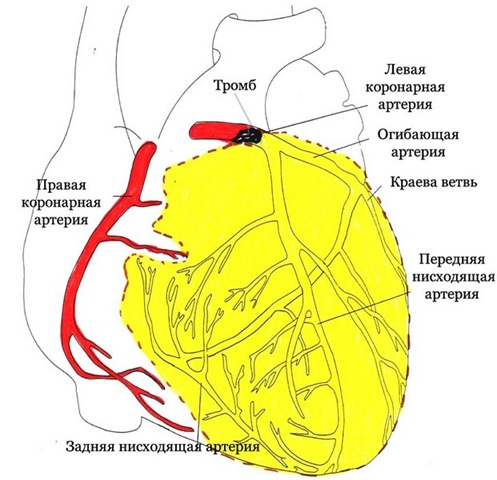 Тромб
Левая
коронарная
артерия
Огибающая
артерия
Краева ветвь
Правая
коронарная
артерия
Передняя
нисходящая
артерия
Задняя нисходящая артерия